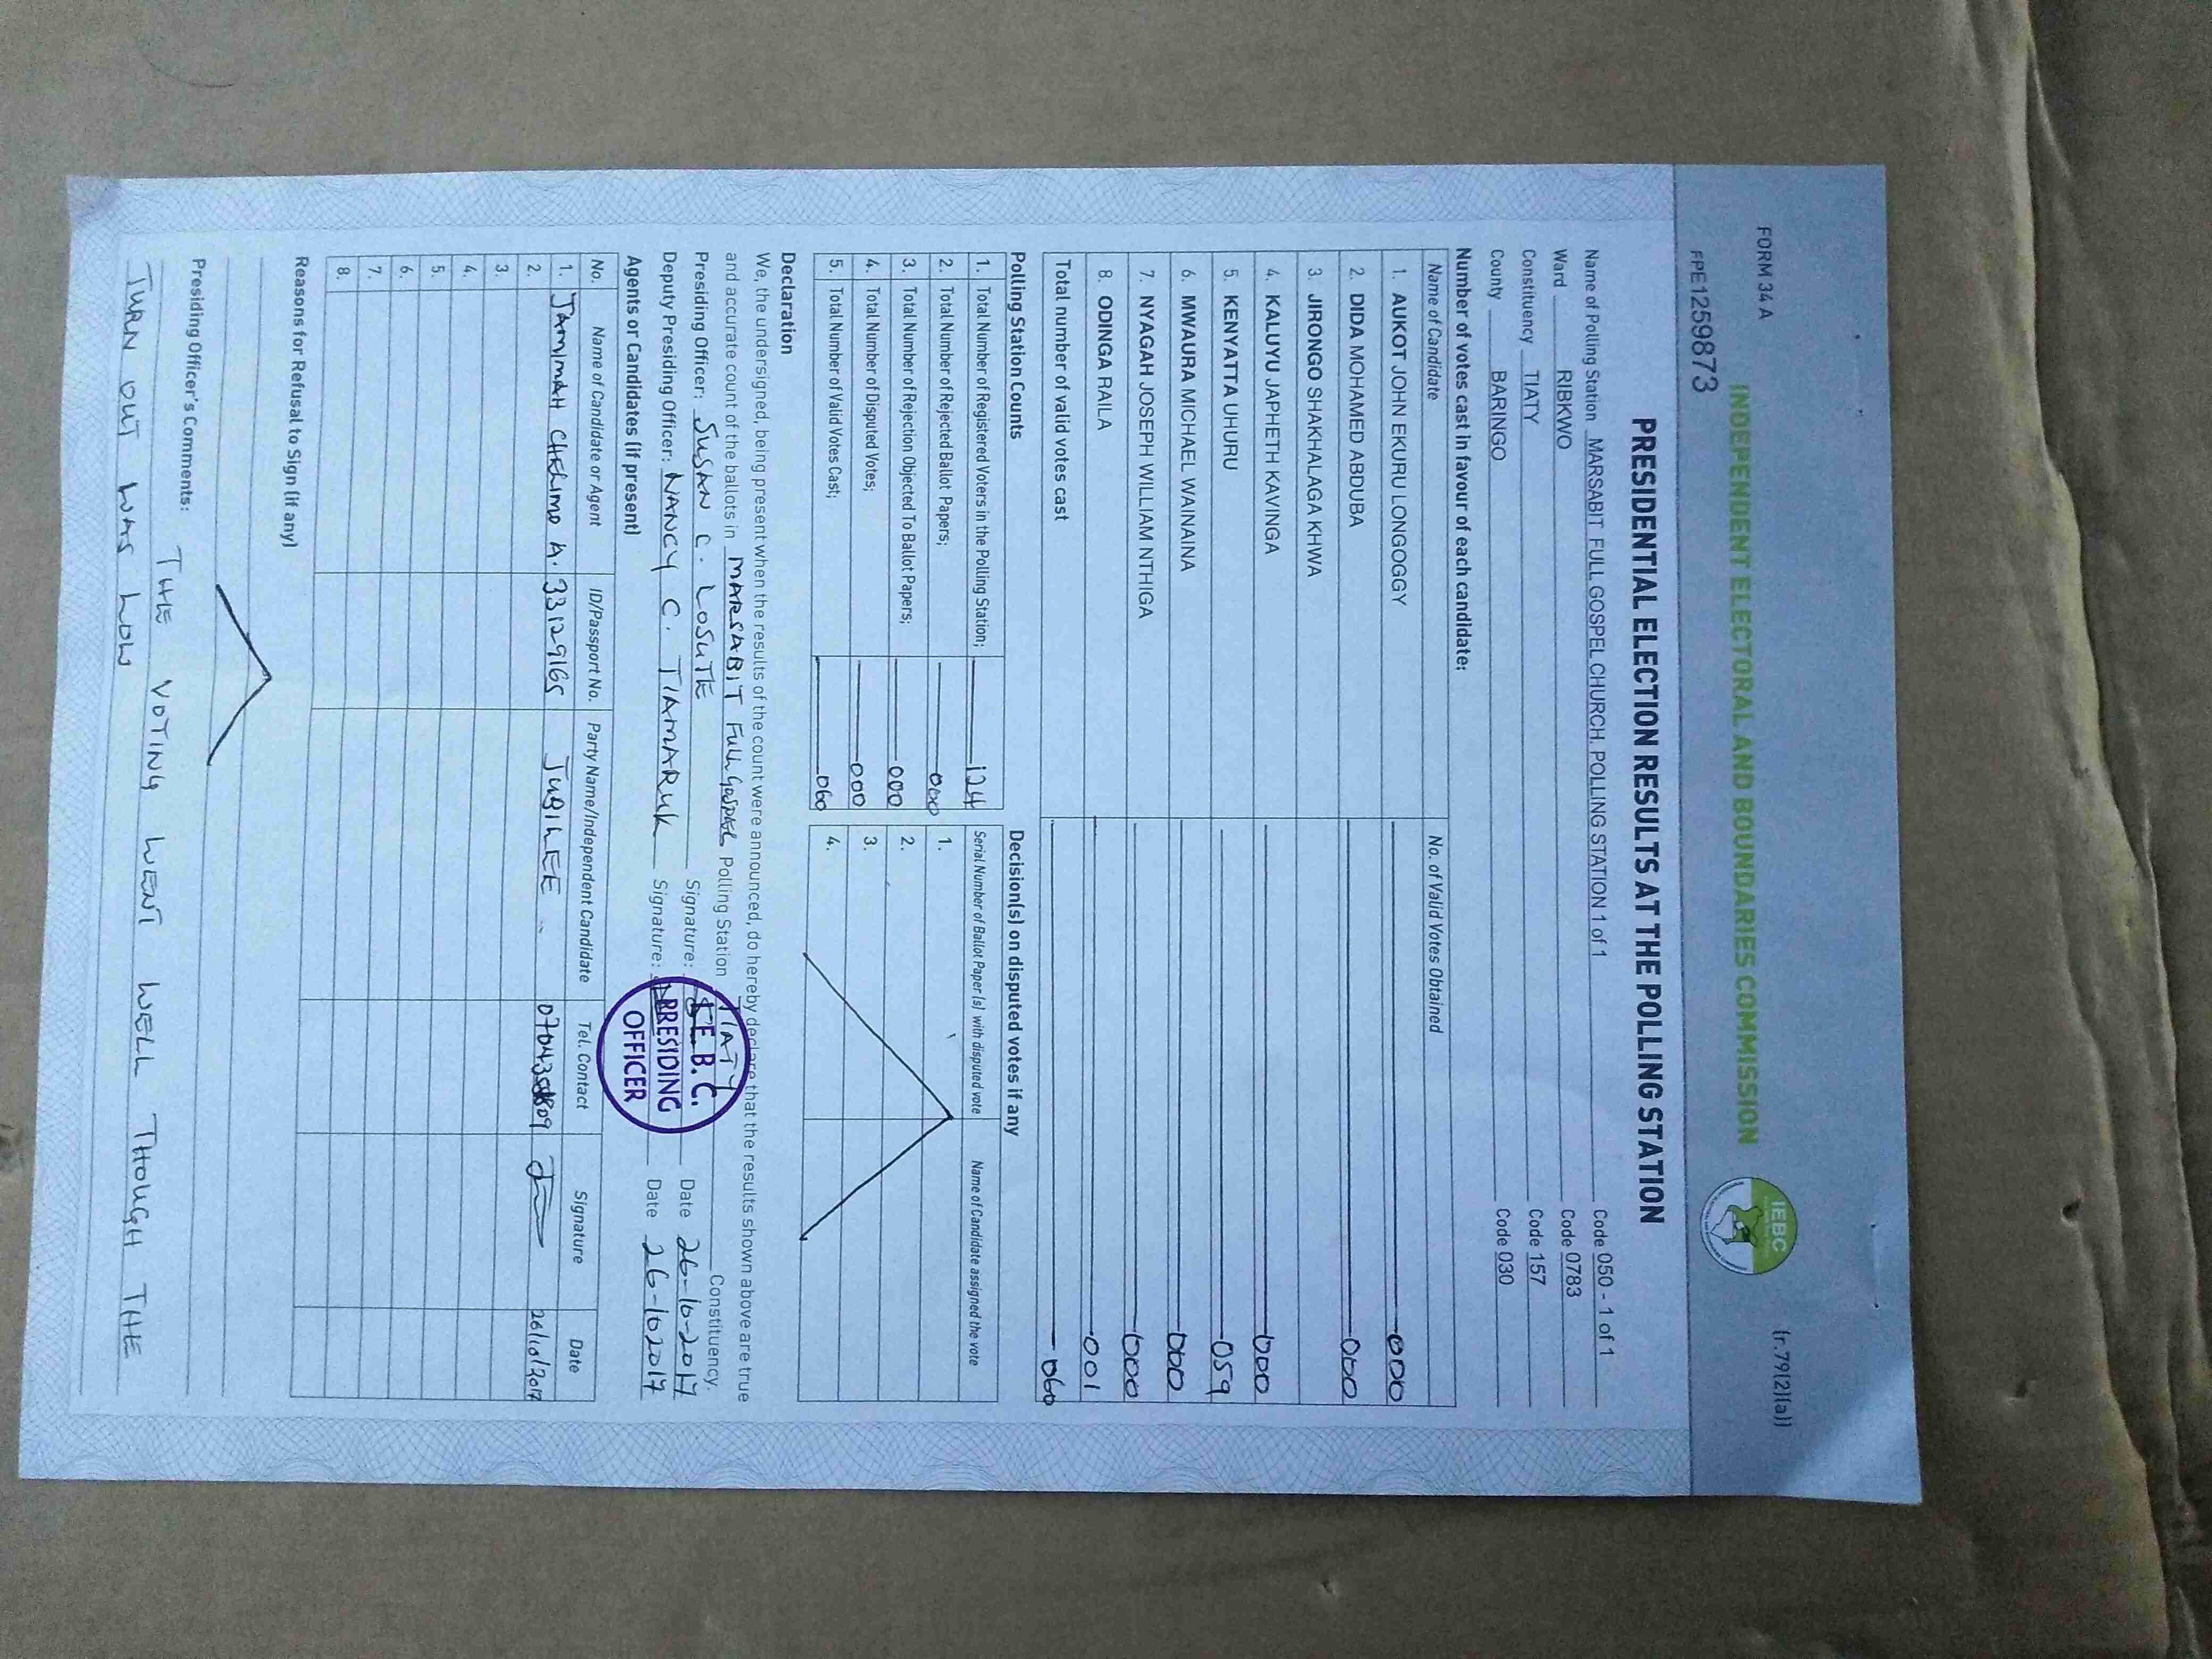 FORM 34 A
(r.79(2)(a))
INDEPENDENT ELECTORAL AND BOUNDARIES COMMISSION
IEBC
FPE1259873
PRESIDENTIAL ELECTION RESULTS AT THE POLLING STATION
Name of Polling Station MARSABIT FULL GOSPEL CHURCH. POLLING STATION 1 of 1 Code 050 - 1 of 1
Ward RIBKWO Code 0783
Constituency TIATY Code 157
County BARINGO Code 030
Number of votes cast in favour of each candidate:
Name of Candidate No. of Valid Votes Obtained
1. AUKOT JOHN EKURU LONGOGGY 000
2. DIDA MOHAMED ABDUBA 000
3. JIRONGO SHAKHALAGA KHWA
4. KALUYU JAPHETH KAVINGA 000
5. KENYATTA UHURU 059
6. MWAURA MICHAEL WAINAINA 000
7. NYAGAH JOSEPH WILLIAM NTHIGA 000
8. ODINGA RAILA 001
Total number of valid votes cast 060
Polling Station Counts
1. Total Number of Registered Voters in the Polling Station; 124
2. Total Number of Rejected Ballot Papers; 000
3. Total Number of Rejection Objected To Ballot Papers; 000
4. Total Number of Disputed Votes; 000
5. Total Number of Valid Votes Cast; 060
Decision(s) on disputed votes if any
Serial Number of Ballot Paper (s) with disputed vote Name of Candidate assigned the vote
1.
2.
3.
4.
Declaration
We, the undersigned, being present when the results of the count were announced, do hereby declare that the results shown above are true
and accurate count of the ballots in MARSABIT FULL GOSPEL Polling Station TIATY Constituency.
Presiding Officer: SUSAN C. LOSUTE Signature: Date 26-10-2017
Deputy Presiding Officer: NANCY C. TIAMARUK Signature: Date 26-10 2017
I.E.B.C.
PRESIDING
OFFICER
Agents or Candidates (if present)
No. Name of Candidate or Agent ID/Passport No. Party Name/Independent Candidate Tel. Contact Signature Date
1. JAMIMAH CHELIMO A. 33129165 JUBILEE 26/10/2017
2.
3.
4.
5.
6.
7.
8.
Reasons for Refusal to Sign (if any)
Presiding Officer's Comments: THE VOTING WENT WELL THOUGH THE
TURN OUT WAS LOW